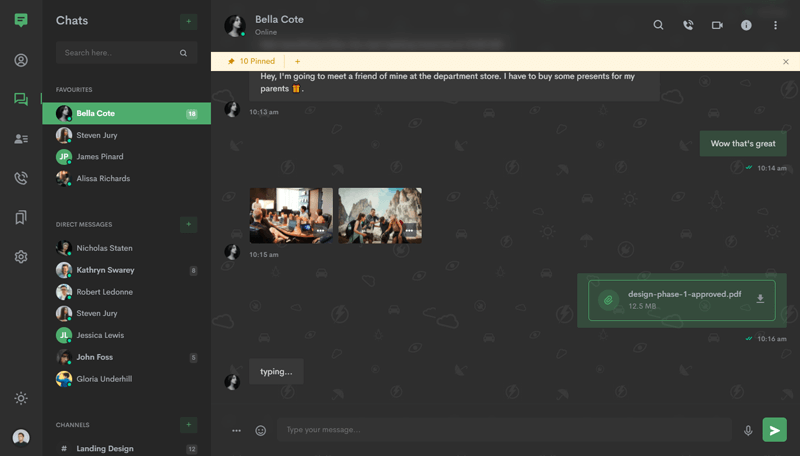 Chats
+
Search here...
FAVOURITES
Bella Cote
18
Steven Jury
JP
James Pinard
Alissa Richards
DIRECT MESSAGES
+
Nicholas Staten
Kathryn Swarey
8
Robert Ledonne
Steven Jury
JL
Jessica Lewis
John Foss
5
Gloria Underhill
CHANNELS
+
#
Landing Design
12
Bella Cote
Online
10 Pinned
+
Hey, I'm going to meet a friend of mine at the department store. I have to buy some presents for my
parents 🎁 .
10:13 am
Wow that's great
10:14 am
10:15 am
design-phase-1-approved.pdf
12.5 MB
10:16 am
typing...
Type your message...